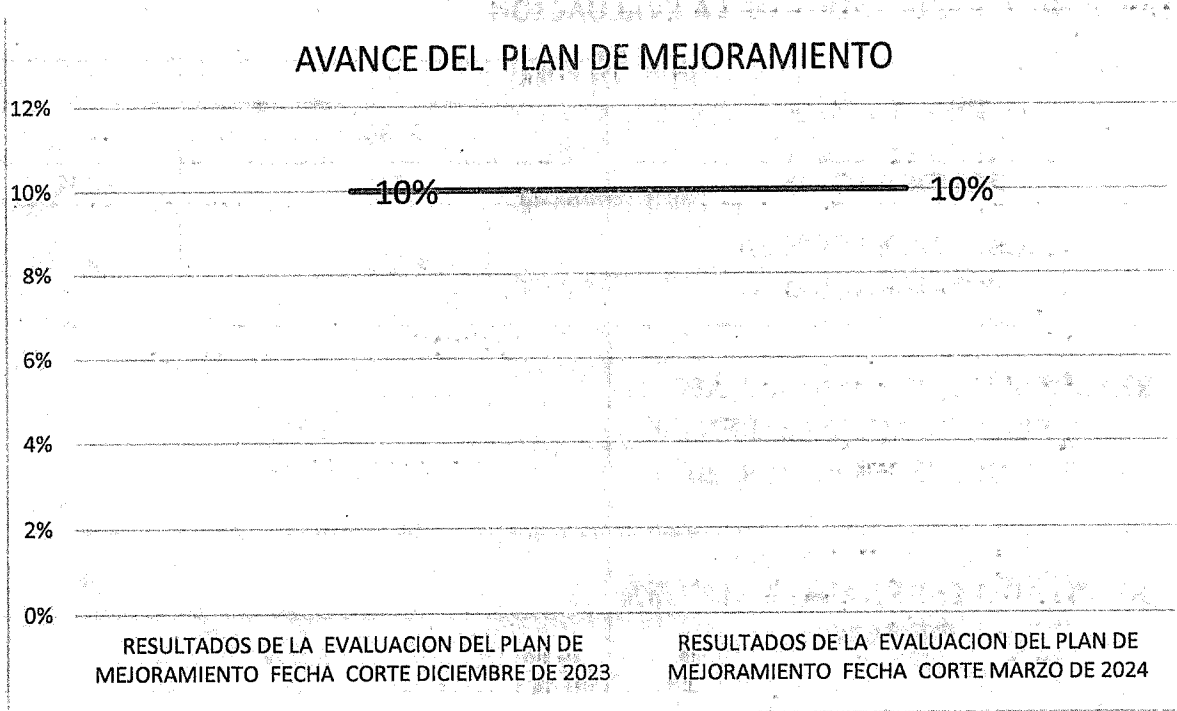 AVANCE DEL PLAN DE MEJORAMIENTO
12%
10%
10%
10%
8%
6%
4%
2%
0%
RESULTADOS DE LA EVALUACION DEL PLAN DE
MEJORAMIENTO FECHA CORTE DICIEMBRE DE 2023
RESULTADOS DE LA EVALUACION DEL PLAN DE
MEJORAMIENTO FECHA CORTE MARZO DE 2024